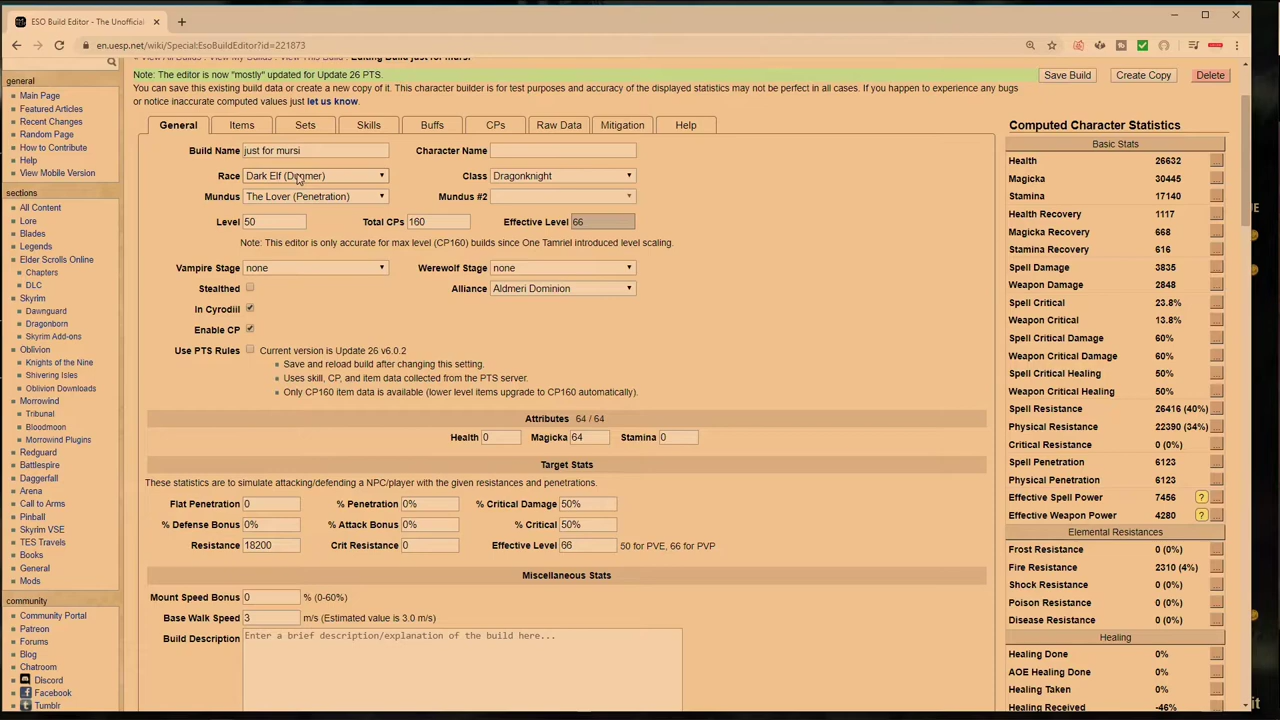 ESO Build Editor - The Unofficial
en.uesp.net/wiki/Special:EsoBuildEditor?id=221873
« View All Builds : View My Builds : View This Build : Editing Build just for mursi
Note: The editor is now "mostly" updated for Update 26 PTS.
You can save this existing build data or create a new copy of it. This character builder is for test purposes and accuracy of the displayed statistics may not be perfect in all cases. If you happen to experience any bugs
or notice inaccurate computed values just let us know.
Save Build Create Copy Delete
General Items Sets Skills Buffs CPs Raw Data Mitigation Help
Build Name just for mursi Character Name
Race Dark Elf (Dunmer) Class Dragonknight
Mundus The Lover (Penetration) Mundus #2
Level 50 Total CPs 160 Effective Level 66
Note: This editor is only accurate for max level (CP160) builds since One Tamriel introduced level scaling.
Vampire Stage none Werewolf Stage none
Stealthed Alliance Aldmeri Dominion
In Cyrodiil
Enable CP
Use PTS Rules Current version is Update 26 v6.0.2
Save and reload build after changing this setting.
Uses skill, CP, and item data collected from the PTS server.
Only CP160 item data is available (lower level items upgrade to CP160 automatically).
Attributes 64 / 64
Health 0 Magicka 64 Stamina 0
Target Stats
These statistics are to simulate attacking/defending a NPC/player with the given resistances and penetrations.
Flat Penetration 0 % Penetration 0% % Critical Damage 50%
% Defense Bonus 0% % Attack Bonus 0% % Critical 50%
Resistance 18200 Crit Resistance 0 Effective Level 66 50 for PVE, 66 for PVP
Miscellaneous Stats
Mount Speed Bonus 0 % (0-60%)
Base Walk Speed 3 m/s (Estimated value is 3.0 m/s)
Build Description Enter a brief description/explanation of the build here...
general
Main Page
Featured Articles
Recent Changes
Random Page
How to Contribute
Help
View Mobile Version
sections
All Content
Lore
Blades
Legends
Elder Scrolls Online
Chapters
DLC
Skyrim
Dawnguard
Dragonborn
Skyrim Add-ons
Oblivion
Knights of the Nine
Shivering Isles
Oblivion Downloads
Morrowind
Tribunal
Bloodmoon
Morrowind Plugins
Redguard
Battlespire
Daggerfall
Arena
Call to Arms
Pinball
Skyrim VSE
TES Travels
Books
General
Mods
community
Community Portal
Patreon
Forums
Blog
Chatroom
Discord
Facebook
Tumblr
Computed Character Statistics
Basic Stats
Health 26632 ...
Magicka 30445 ...
Stamina 17140 ...
Health Recovery 1117 ...
Magicka Recovery 668 ...
Stamina Recovery 616 ...
Spell Damage 3835 ...
Weapon Damage 2848 ...
Spell Critical 23.8% ...
Weapon Critical 13.8% ...
Spell Critical Damage 60% ...
Weapon Critical Damage 60% ...
Spell Critical Healing 50% ...
Weapon Critical Healing 50% ...
Spell Resistance 26416 (40%) ...
Physical Resistance 22390 (34%) ...
Critical Resistance 0 (0%) ...
Spell Penetration 6123 ...
Physical Penetration 6123 ...
Effective Spell Power 7456 ? ...
Effective Weapon Power 4280 ? ...
Elemental Resistances
Frost Resistance 0 (0%) ...
Fire Resistance 2310 (4%) ...
Shock Resistance 0 (0%) ...
Poison Resistance 0 (0%) ...
Disease Resistance 0 (0%) ...
Healing
Healing Done 0% ...
AOE Healing Done 0% ...
Healing Taken 0% ...
Healing Received -46% ...